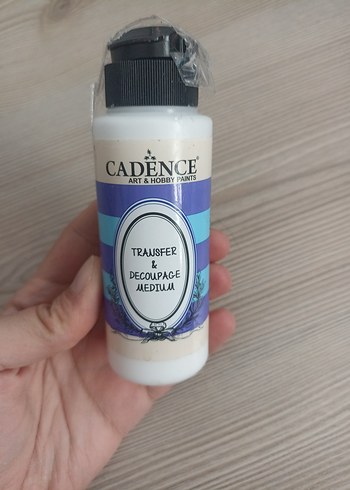 CADENCE®
ART & HOBBY PAINTS
TRANSFER
&
DECOUPAGE
MEDIUM